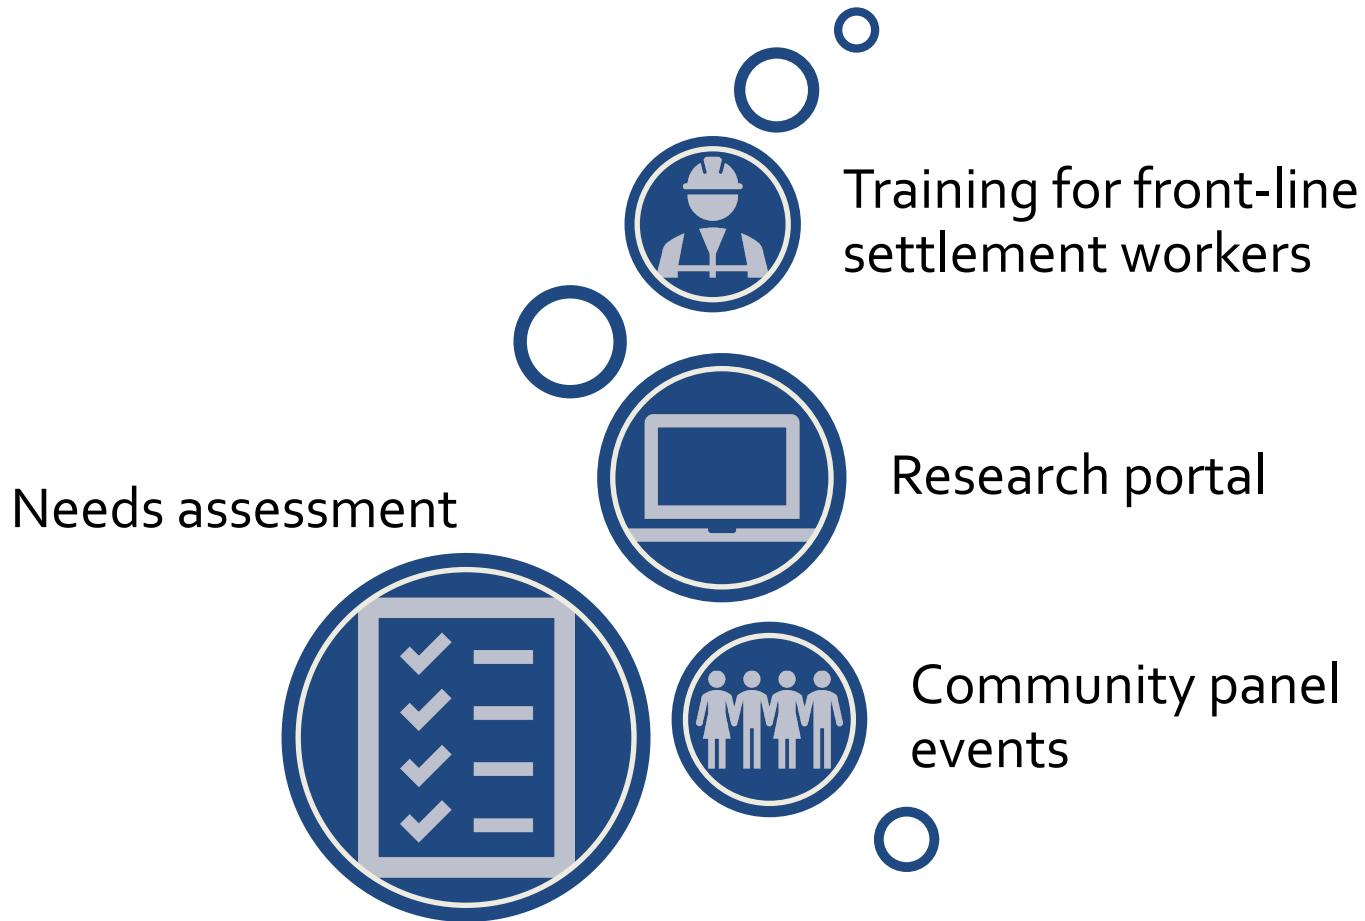 Training for front-line
settlement workers
Research portal
Needs assessment
Community panel
events